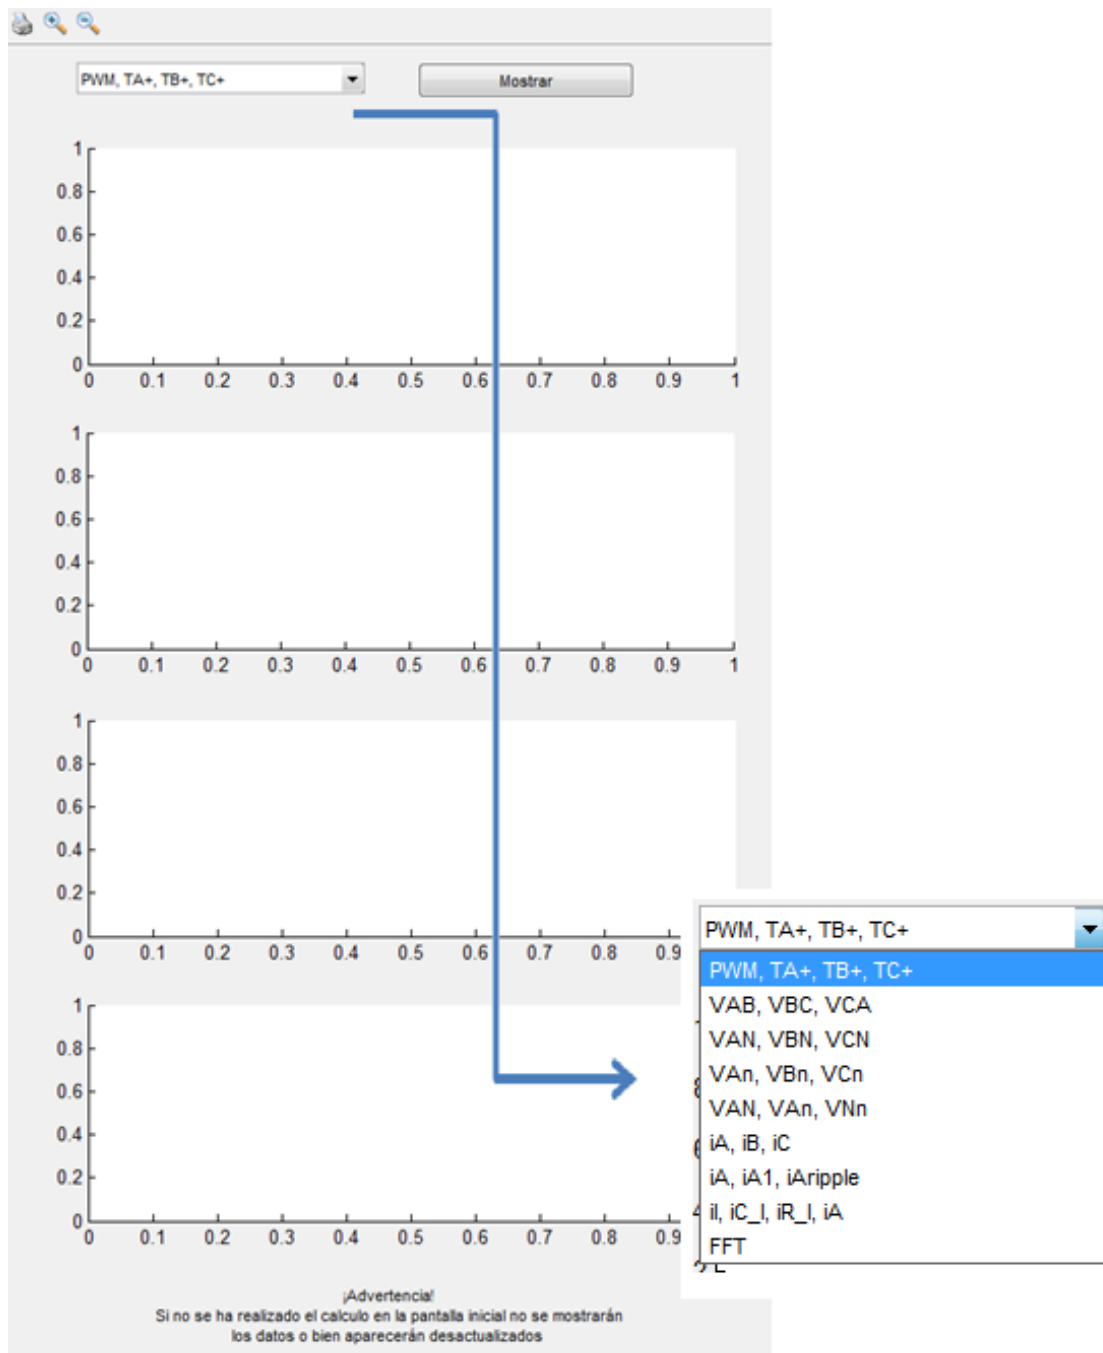 PWM, TA+, TB+, TC+
Mostrar
1
0.8
0.6
0.4
0.2
0
0 0.1 0.2 0.3 0.4 0.5 0.6 0.7 0.8 0.9 1
1
0.8
0.6
0.4
0.2
0
0 0.1 0.2 0.3 0.4 0.5 0.6 0.7 0.8 0.9 1
1
0.8
0.6
0.4
0.2
0
0 0.1 0.2 0.3 0.4 0.5 0.6 0.7 0.8 0.9
1
0.8
0.6
0.4
0.2
0
0 0.1 0.2 0.3 0.4 0.5 0.6 0.7 0.8 0.9
PWM, TA+, TB+, TC+
PWM, TA+, TB+, TC+
VAB, VBC, VCA
VAN, VBN, VCN
VAn, VBn, VCn
VAN, VAn, VNn
iA, iB, iC
iA, iA1, iAripple
iI, iC_I, iR_I, iA
FFT
¡Advertencia!
Si no se ha realizado el calculo en la pantalla inicial no se mostrarán
los datos o bien aparecerán desactualizados